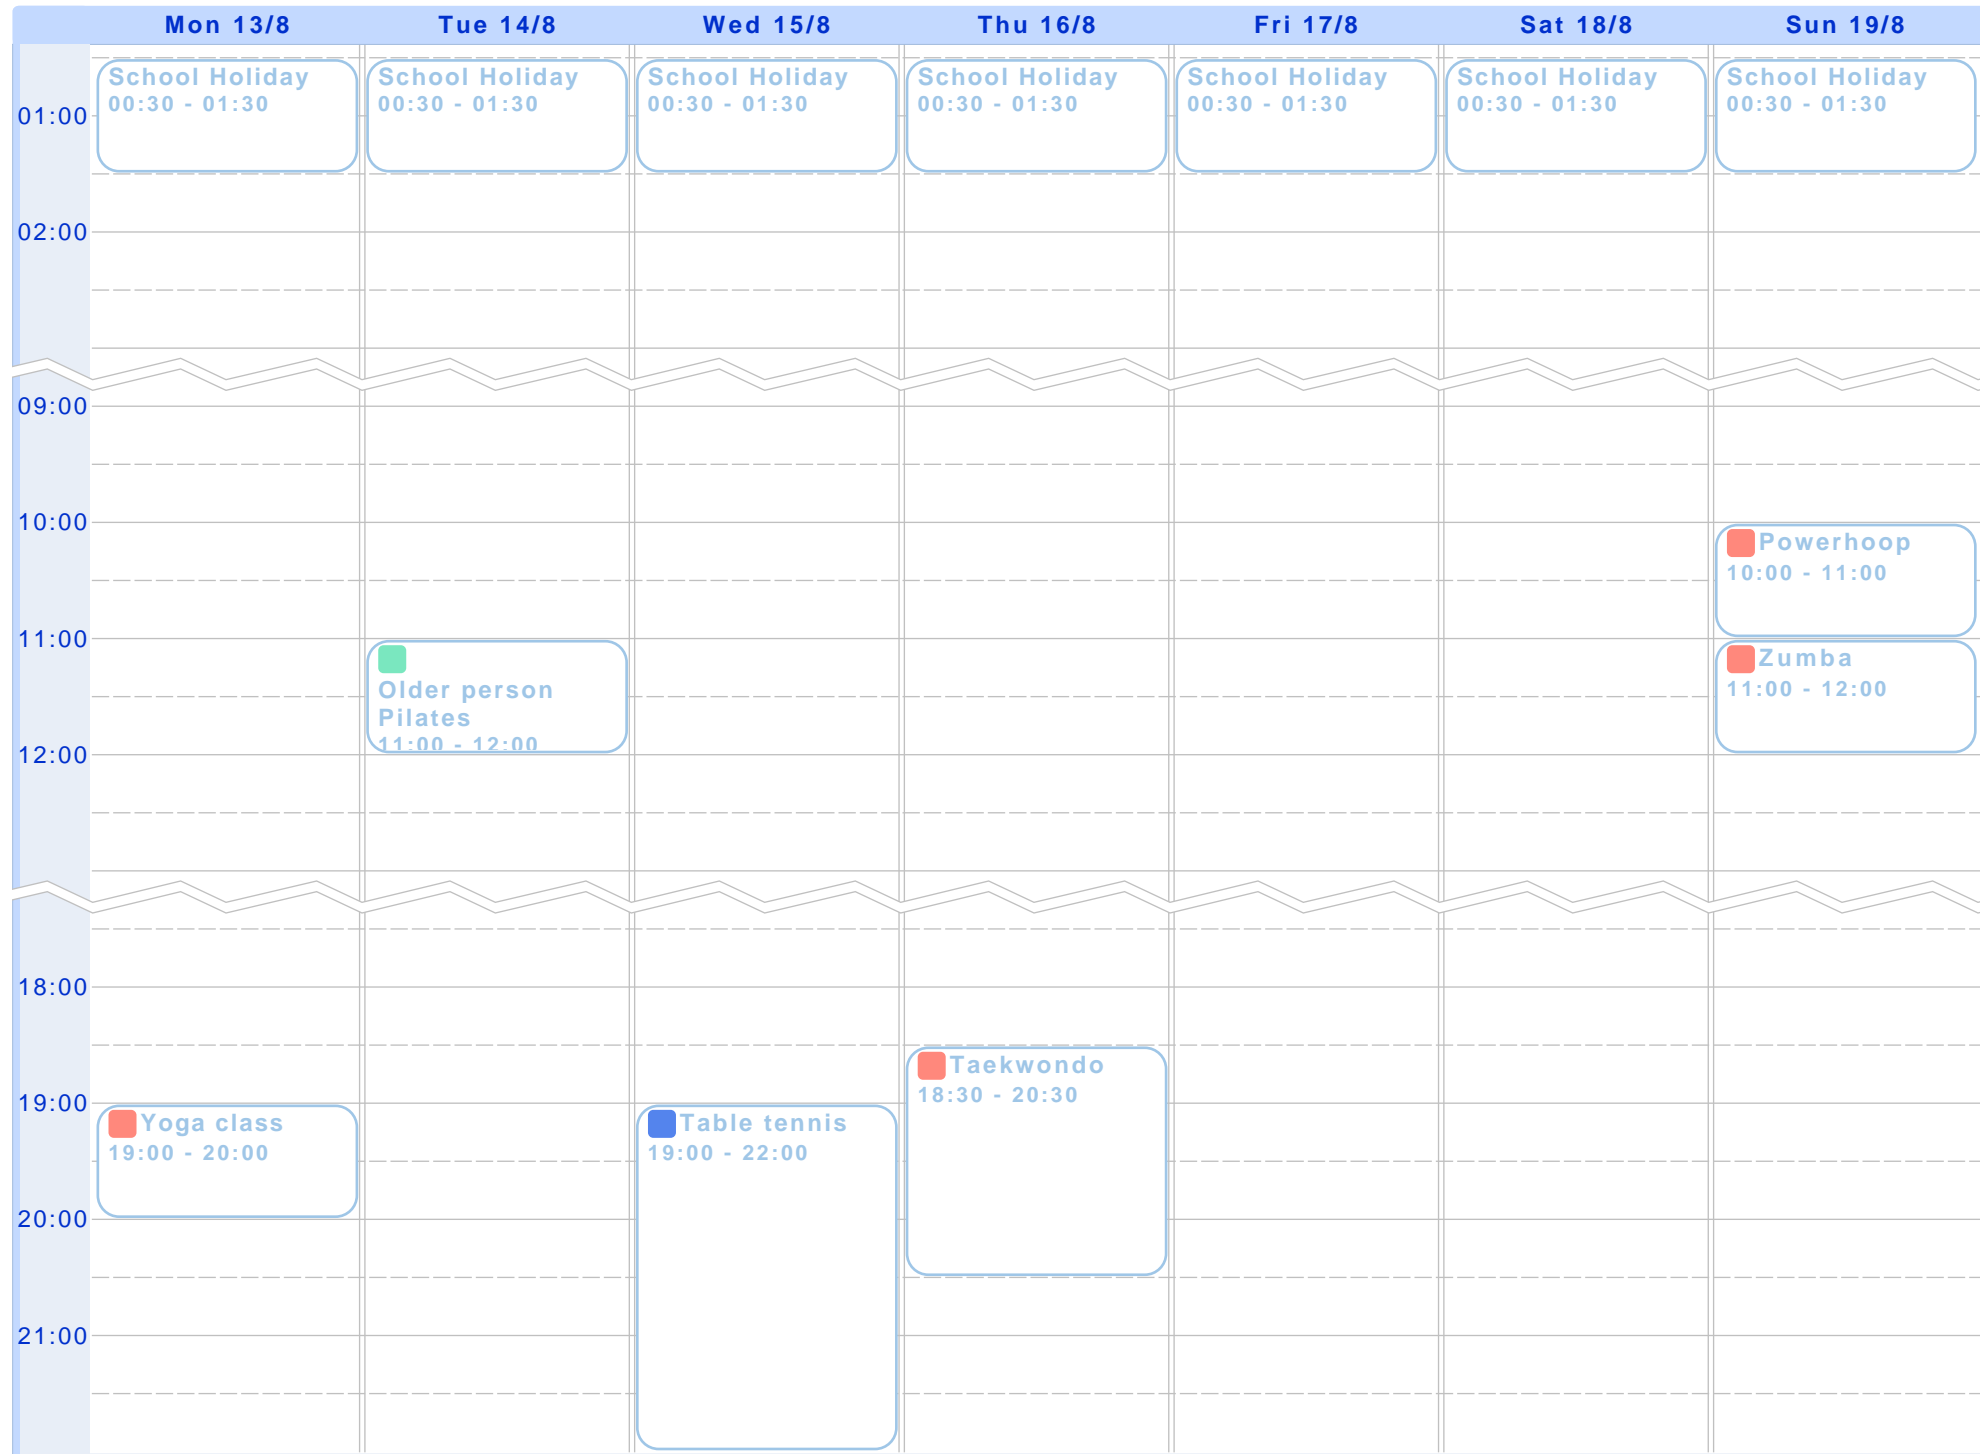 Mon 13/8 Tue 14/8 Wed 15/8 Thu 16/8 Fri 17/8 Sat 18/8 Sun 19/8
School Holiday School Holiday School Holiday School Holiday School Holiday School Holiday School Holiday
00:30 - 01:30 00:30 - 01:30 00:30 - 01:30 00:30 - 01:30 00:30 - 01:30 00:30 - 01:30 00:30 - 01:30
01:00
02:00
09:00
10:00
Powerhoop
10:00 - 11:00
11:00
Zumba
Older person
11:00 - 12:00
Pilates
11:00 - 12:00
12:00
18:00
Taekwondo
18:30 - 20:30
19:00
Yoga class Table tennis
19:00 - 20:00 19:00 - 22:00
20:00
21:00